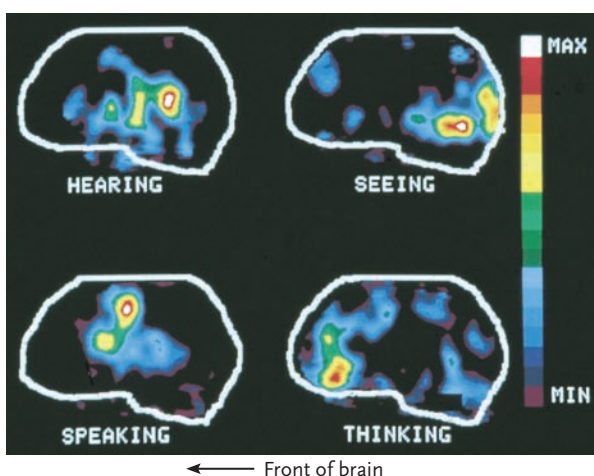 MAX
HEARING
SEEING
SPEAKING
THINKING
MIN
Front of brain